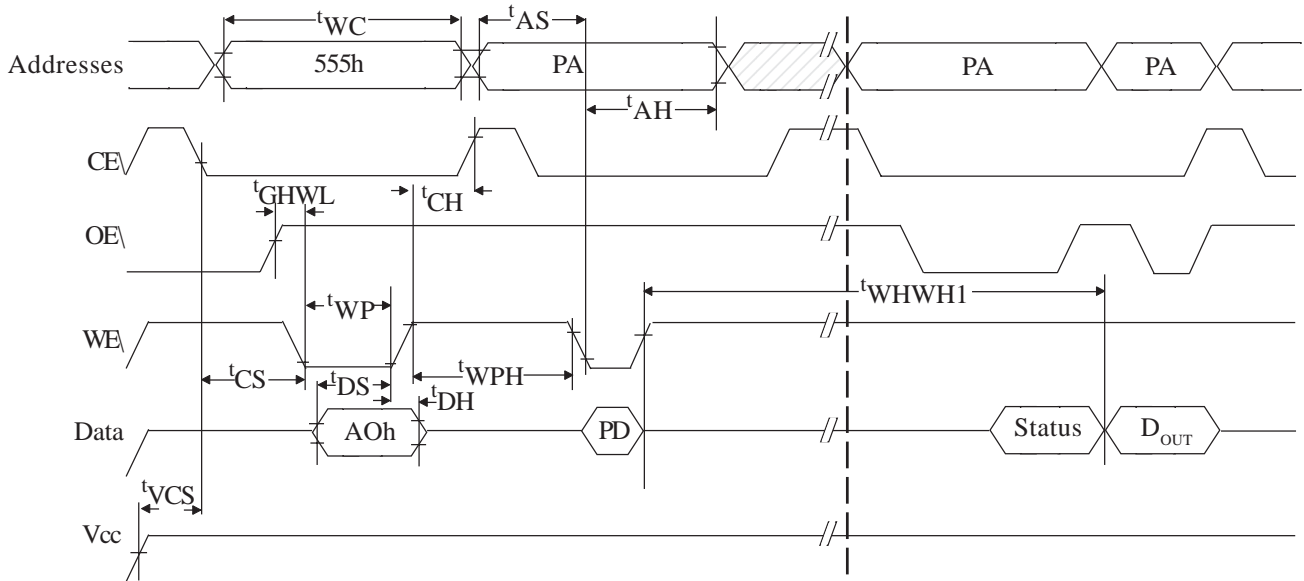 tWC
tAS
Addresses
555h
PA
PA
PA
tAH
CE\
tGHWL
tCH
OE\
tWHWH1
tWP
WE\
tCS
tDS
tWPH
tDH
Data
AOh
PD
Status
DOUT
tVCS
Vcc